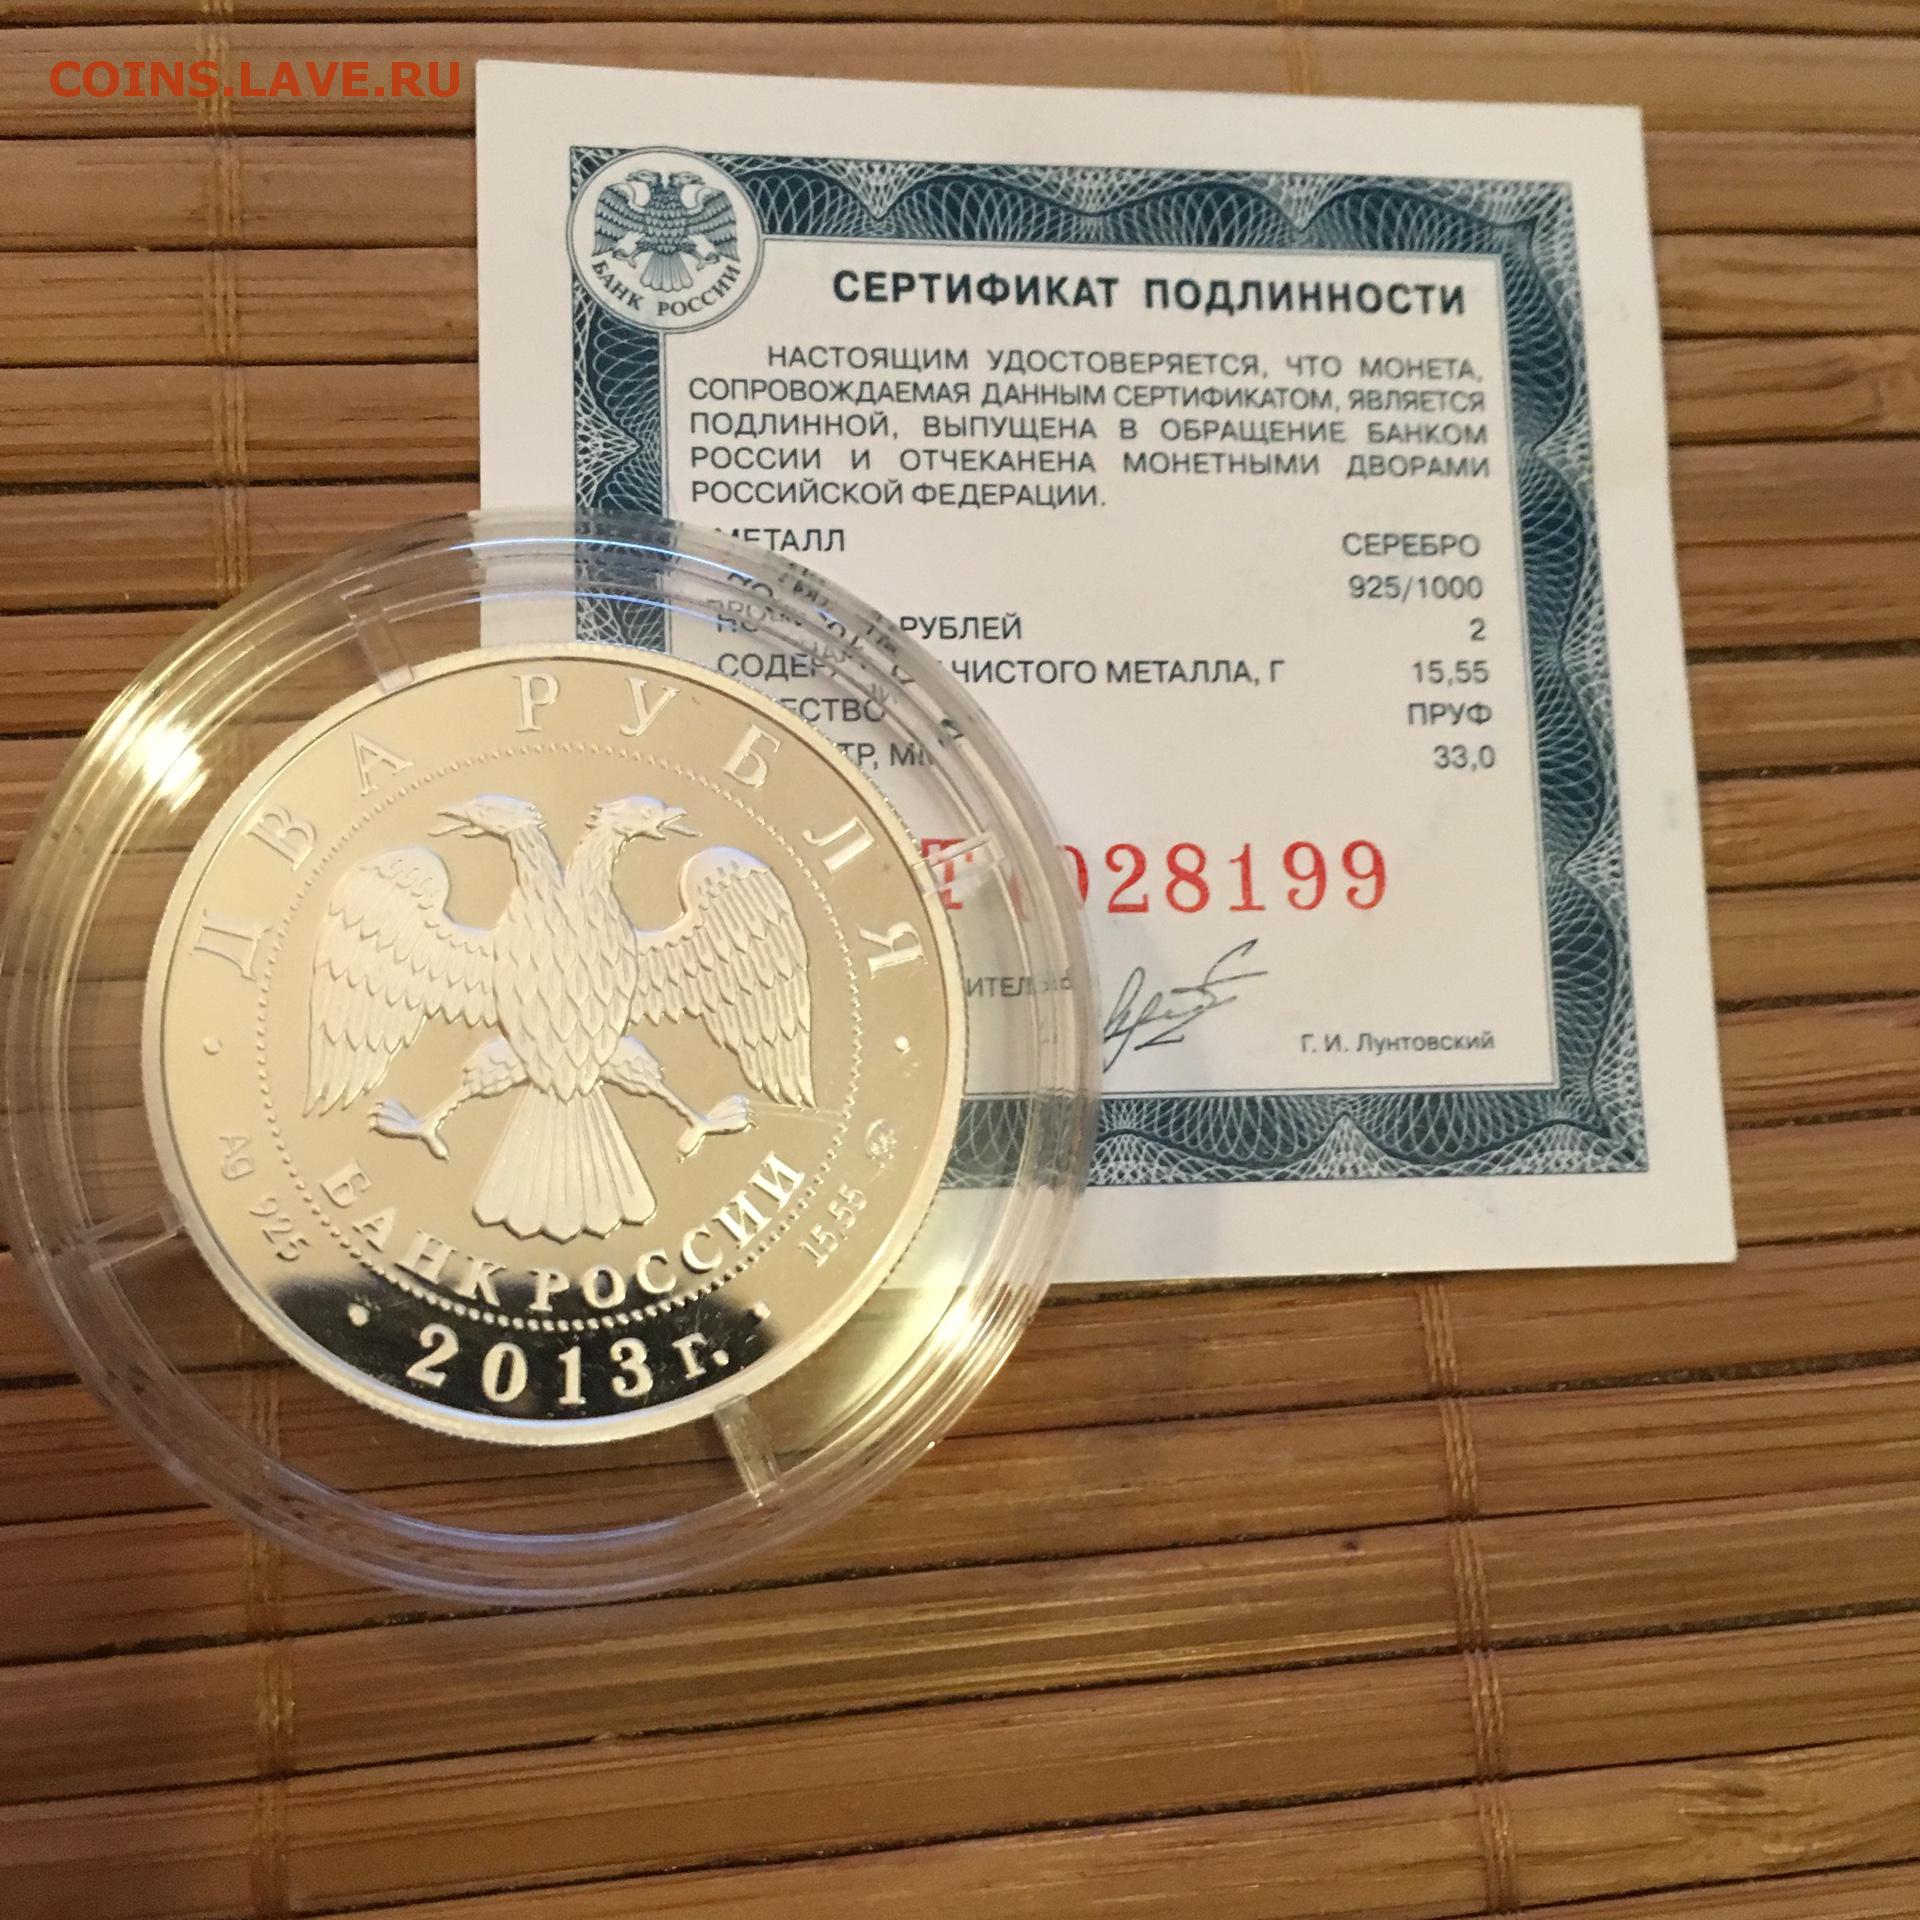 COINS.LAVE.RU
БАНК РОССИИ
СЕРТИФИКАТ ПОДЛИННОСТИ
НАСТОЯЩИМ УДОСТОВЕРЯЕТСЯ, ЧТО МОНЕТА,
СОПРОВОЖДАЕМАЯ ДАННЫМ СЕРТИФИКАТОМ, ЯВЛЯЕТСЯ
ПОДЛИННОЙ, ВЫПУЩЕНА В ОБРАЩЕНИЕ БАНКОМ
РОССИИ И ОТЧЕКАНЕНА МОНЕТНЫМИ ДВОРАМИ
РОССИЙСКОЙ ФЕДЕРАЦИИ.
МЕТАЛЛ СЕРЕБРО
925/1000
РУБЛЕЙ 2
ЧИСТОГО МЕТАЛЛА, Г 15,55
ПРУФ
33,0
28199
Г. И. Лунтовский
ДВА РУБЛЯ
Ag 925
БАНК РОССИИ
15,55
2013 г.